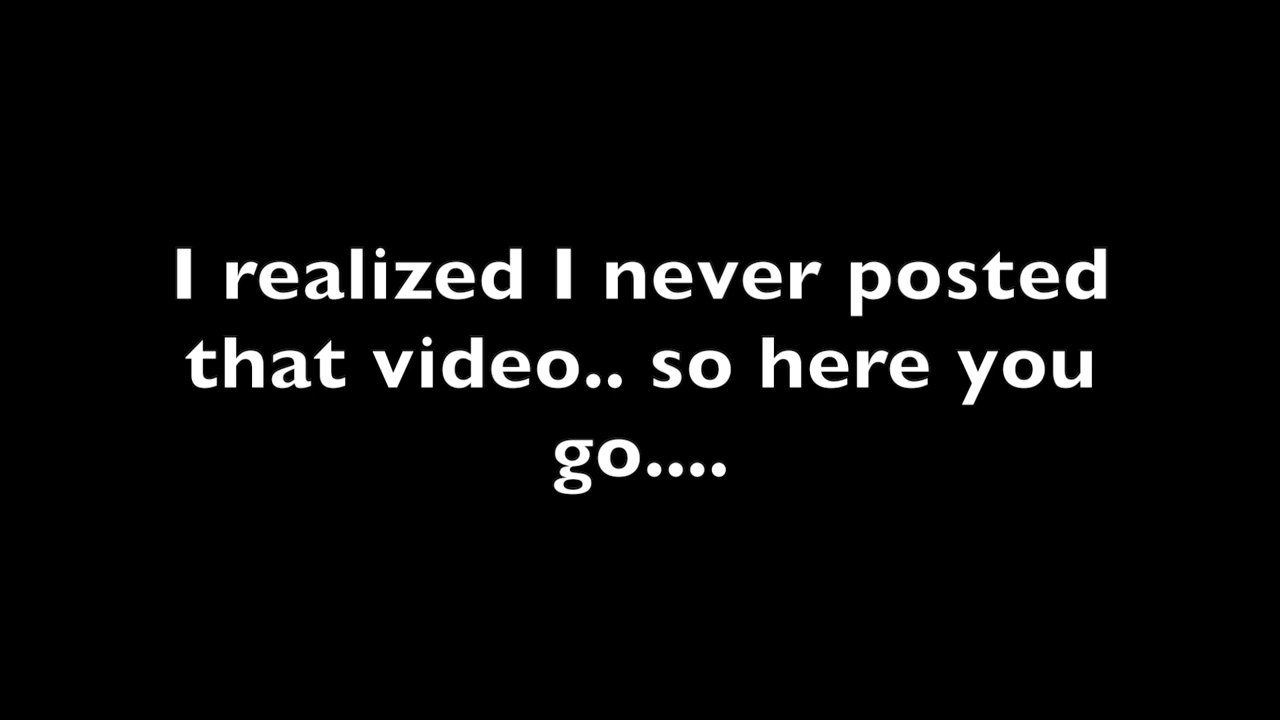 I realized I never posted
that video.. so here you
go....